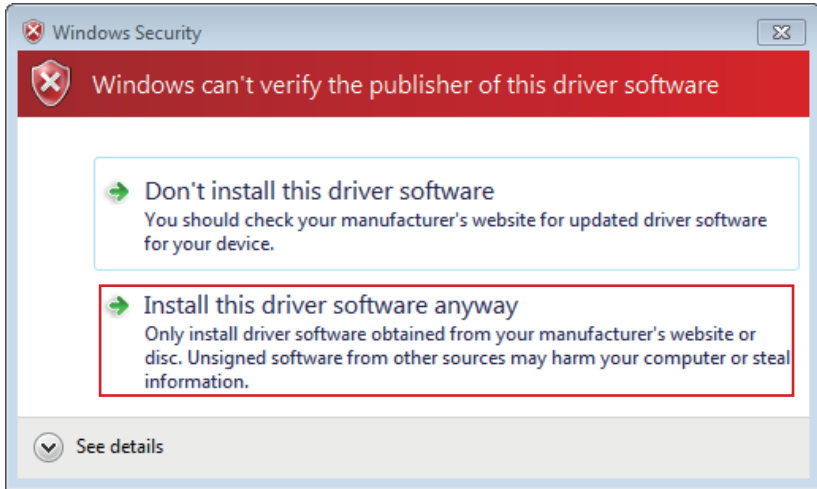 Windows Security
Windows can't verify the publisher of this driver software
Don't install this driver software
You should check your manufacturer's website for updated driver software
for your device.
Install this driver software anyway
Only install driver software obtained from your manufacturer's website or
disc. Unsigned software from other sources may harm your computer or steal
information.
See details